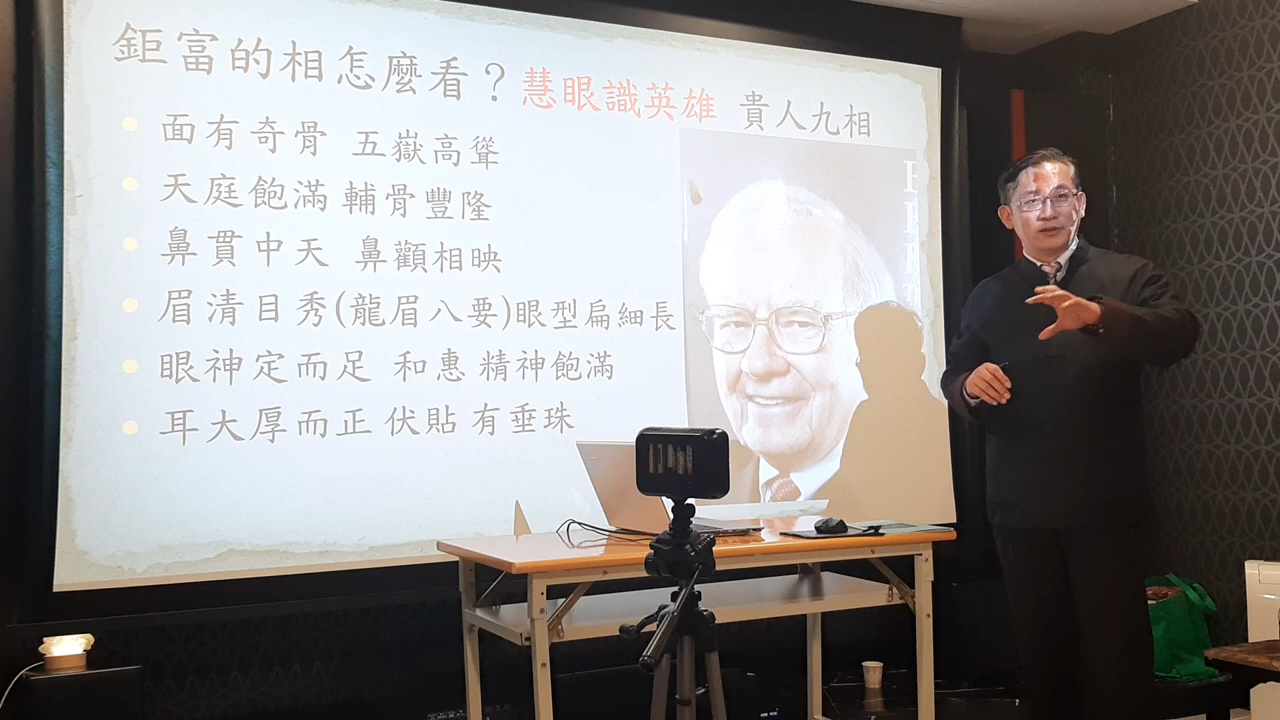 鉅富的相怎麼看？慧眼識英雄 貴人九相
面有奇骨 五嶽高聳
天庭飽滿 輔骨豐隆
鼻貫中天 鼻顴相映
眉清目秀(龍眉八要)眼型扁細長
眼神定而足 和惠 精神飽滿
耳大厚而正 伏貼 有垂珠